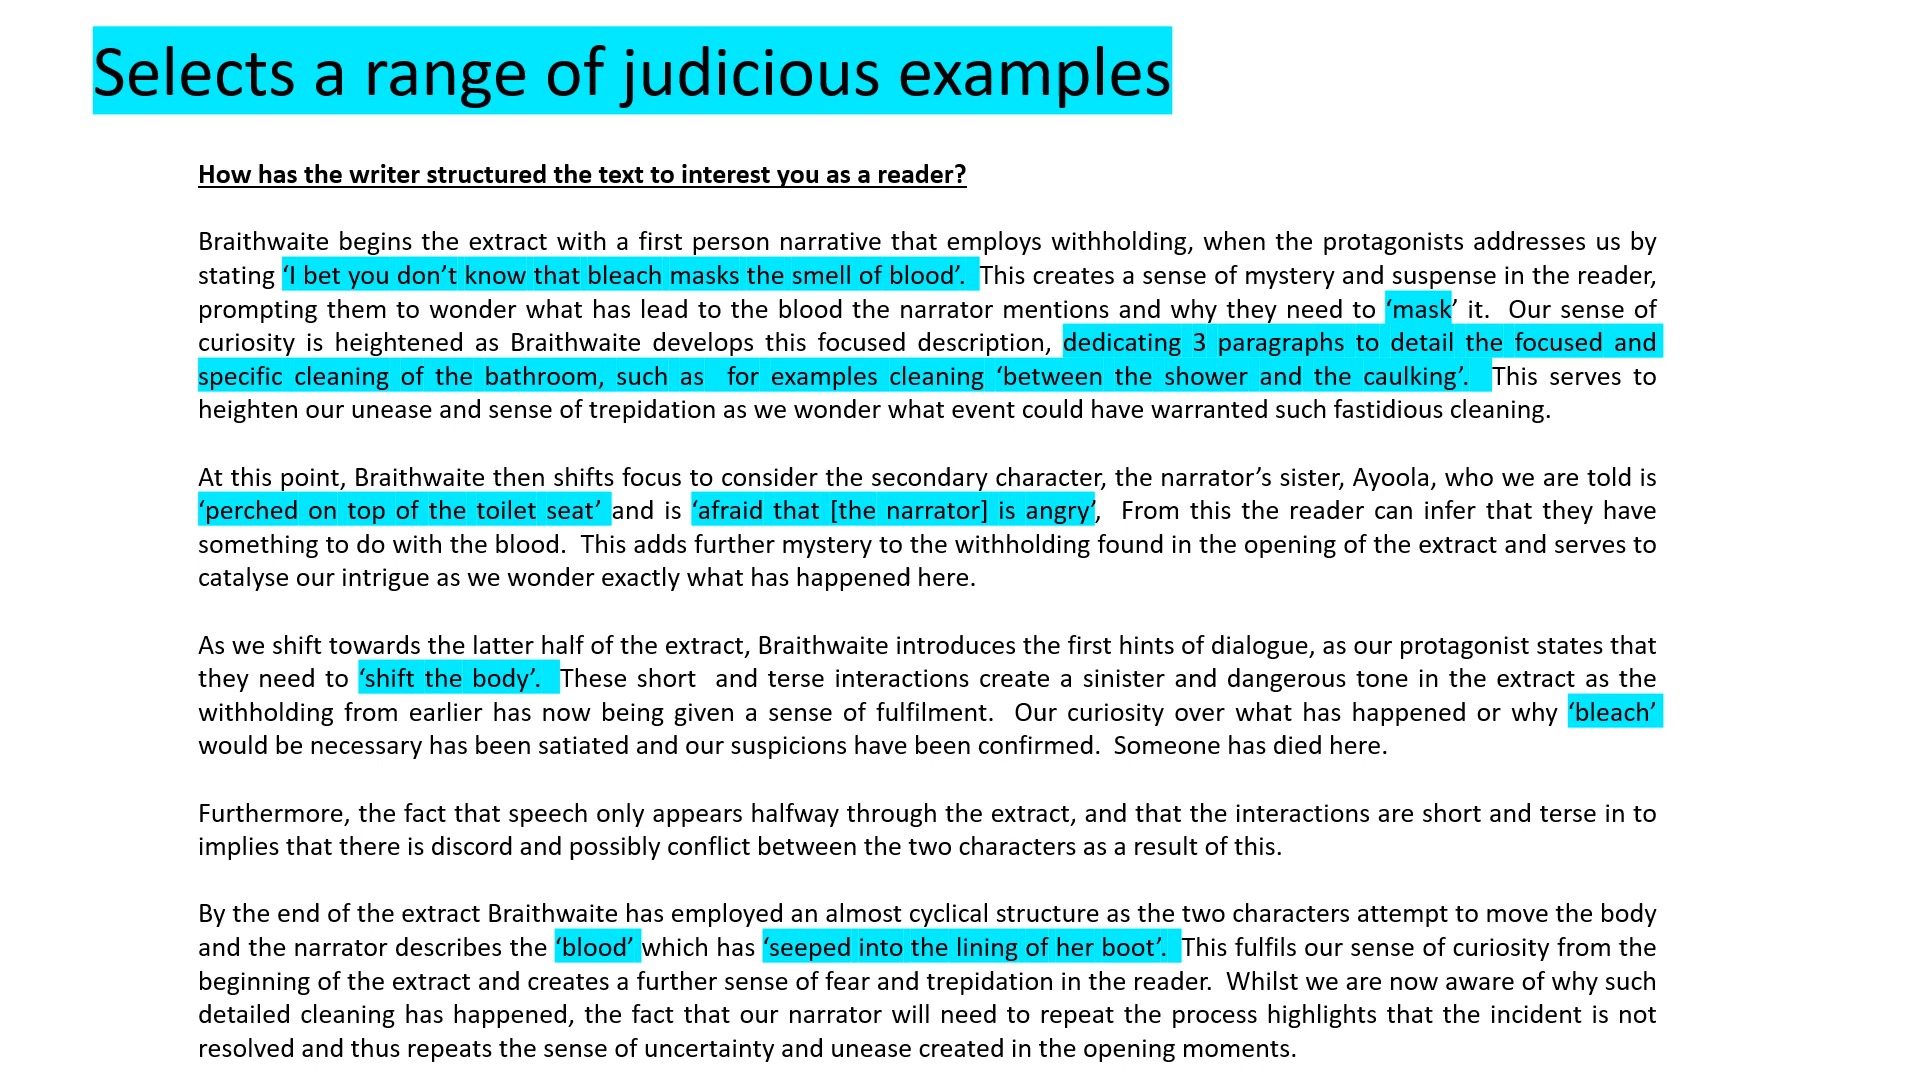 Selects a range of judicious examples
How has the writer structured the text to interest you as a reader?
Braithwaite begins the extract with a first person narrative that employs withholding, when the protagonists addresses us by
stating ‘I bet you don’t know that bleach masks the smell of blood’.  This creates a sense of mystery and suspense in the reader,
prompting them to wonder what has lead to the blood the narrator mentions and why they need to ‘mask’ it.  Our sense of
curiosity is heightened as Braithwaite develops this focused description, dedicating 3 paragraphs to detail the focused and
specific cleaning of the bathroom, such as  for examples cleaning ‘between the shower and the caulking’.  This serves to
heighten our unease and sense of trepidation as we wonder what event could have warranted such fastidious cleaning.
At this point, Braithwaite then shifts focus to consider the secondary character, the narrator’s sister, Ayoola, who we are told is
‘perched on top of the toilet seat’ and is ‘afraid that [the narrator] is angry’,  From this the reader can infer that they have
something to do with the blood.  This adds further mystery to the withholding found in the opening of the extract and serves to
catalyse our intrigue as we wonder exactly what has happened here.
As we shift towards the latter half of the extract, Braithwaite introduces the first hints of dialogue, as our protagonist states that
they need to ‘shift the body’.  These short  and terse interactions create a sinister and dangerous tone in the extract as the
withholding from earlier has now being given a sense of fulfilment.  Our curiosity over what has happened or why ‘bleach’
would be necessary has been satiated and our suspicions have been confirmed.  Someone has died here.
Furthermore, the fact that speech only appears halfway through the extract, and that the interactions are short and terse in to
implies that there is discord and possibly conflict between the two characters as a result of this.
By the end of the extract Braithwaite has employed an almost cyclical structure as the two characters attempt to move the body
and the narrator describes the ‘blood’ which has ‘seeped into the lining of her boot’.  This fulfils our sense of curiosity from the
beginning of the extract and creates a further sense of fear and trepidation in the reader.  Whilst we are now aware of why such
detailed cleaning has happened, the fact that our narrator will need to repeat the process highlights that the incident is not
resolved and thus repeats the sense of uncertainty and unease created in the opening moments.